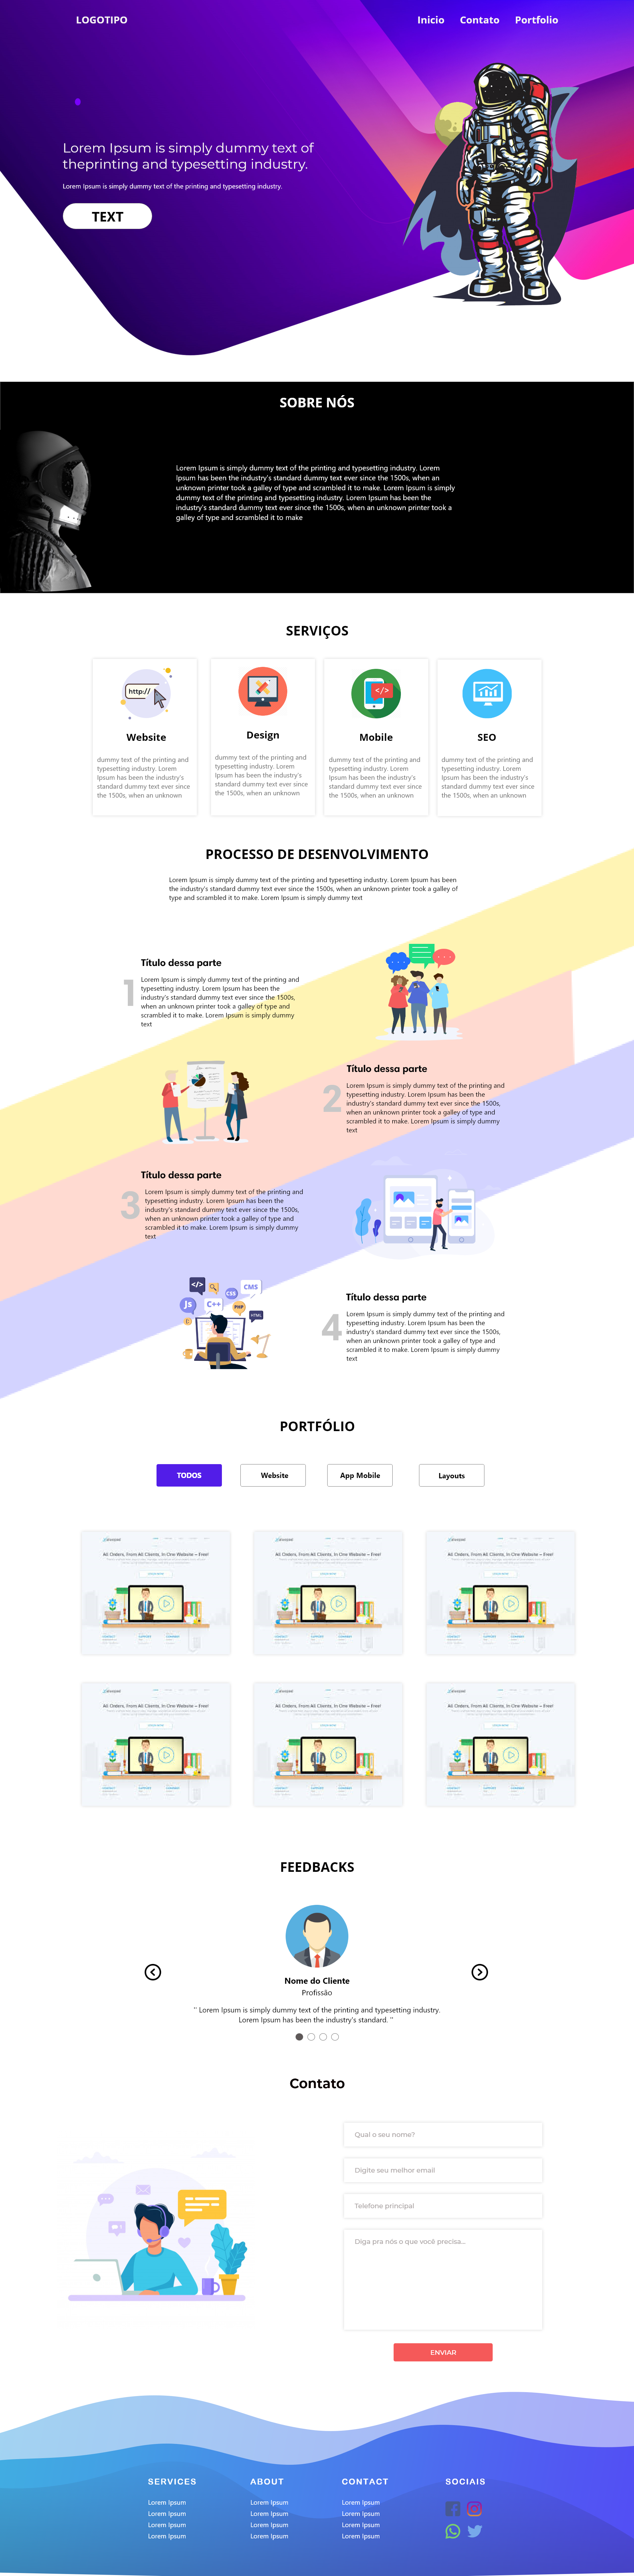 LOGOTIPO
Inicio Contato Portfolio
Lorem Ipsum is simply dummy text of
theprinting and typesetting industry.
Lorem Ipsum is simply dummy text of the printing and typesetting industry.
TEXT
SOBRE NÓS
Lorem Ipsum is simply dummy text of the printing and typesetting industry. Lorem
Ipsum has been the industry's standard dummy text ever since the 1500s, when an
unknown printer took a galley of type and scrambled it to make. Lorem Ipsum is simply
dummy text of the printing and typesetting industry. Lorem Ipsum has been the
industry's standard dummy text ever since the 1500s, when an unknown printer took a
galley of type and scrambled it to make
SERVIÇOS
http://
</>
Website
dummy text of the printing and
typesetting industry. Lorem
Ipsum has been the industry's
standard dummy text ever since
the 1500s, when an unknown
Design
dummy text of the printing and
typesetting industry. Lorem
Ipsum has been the industry's
standard dummy text ever since
the 1500s, when an unknown
Mobile
dummy text of the printing and
typesetting industry. Lorem
Ipsum has been the industry's
standard dummy text ever since
the 1500s, when an unknown
SEO
dummy text of the printing and
typesetting industry. Lorem
Ipsum has been the industry's
standard dummy text ever since
the 1500s, when an unknown
PROCESSO DE DESENVOLVIMENTO
Lorem Ipsum is simply dummy text of the printing and typesetting industry. Lorem Ipsum has been
the industry's standard dummy text ever since the 1500s, when an unknown printer took a galley of
type and scrambled it to make. Lorem Ipsum is simply dummy text
1
Título dessa parte
Lorem Ipsum is simply dummy text of the printing and
typesetting industry. Lorem Ipsum has been the
industry's standard dummy text ever since the 1500s,
when an unknown printer took a galley of type and
scrambled it to make. Lorem Ipsum is simply dummy
text
2
Título dessa parte
Lorem Ipsum is simply dummy text of the printing and
typesetting industry. Lorem Ipsum has been the
industry's standard dummy text ever since the 1500s,
when an unknown printer took a galley of type and
scrambled it to make. Lorem Ipsum is simply dummy
text
3
Título dessa parte
Lorem Ipsum is simply dummy text of the printing and
typesetting industry. Lorem Ipsum has been the
industry's standard dummy text ever since the 1500s,
when an unknown printer took a galley of type and
scrambled it to make. Lorem Ipsum is simply dummy
text
</>
CMS
CSS
Js
C++
PHP
HTML
4
Título dessa parte
Lorem Ipsum is simply dummy text of the printing and
typesetting industry. Lorem Ipsum has been the
industry's standard dummy text ever since the 1500s,
when an unknown printer took a galley of type and
scrambled it to make. Lorem Ipsum is simply dummy
text
PORTFÓLIO
TODOS Website App Mobile Layouts
All Orders, From All Clients, In One Website – Free!
CONTACT SUPPORT COMPANY
All Orders, From All Clients, In One Website – Free!
CONTACT SUPPORT COMPANY
All Orders, From All Clients, In One Website – Free!
CONTACT SUPPORT COMPANY
All Orders, From All Clients, In One Website – Free!
CONTACT SUPPORT COMPANY
All Orders, From All Clients, In One Website – Free!
CONTACT SUPPORT COMPANY
All Orders, From All Clients, In One Website – Free!
CONTACT SUPPORT COMPANY
FEEDBACKS
Nome do Cliente
Profissão
" Lorem Ipsum is simply dummy text of the printing and typesetting industry.
Lorem Ipsum has been the industry's standard. "
Contato
Qual o seu nome?
Digite seu melhor email
Telefone principal
Diga pra nós o que você precisa...
ENVIAR
SERVICES
Lorem Ipsum
Lorem Ipsum
Lorem Ipsum
Lorem Ipsum
ABOUT
Lorem Ipsum
Lorem Ipsum
Lorem Ipsum
Lorem Ipsum
CONTACT
Lorem Ipsum
Lorem Ipsum
Lorem Ipsum
Lorem Ipsum
SOCIAIS